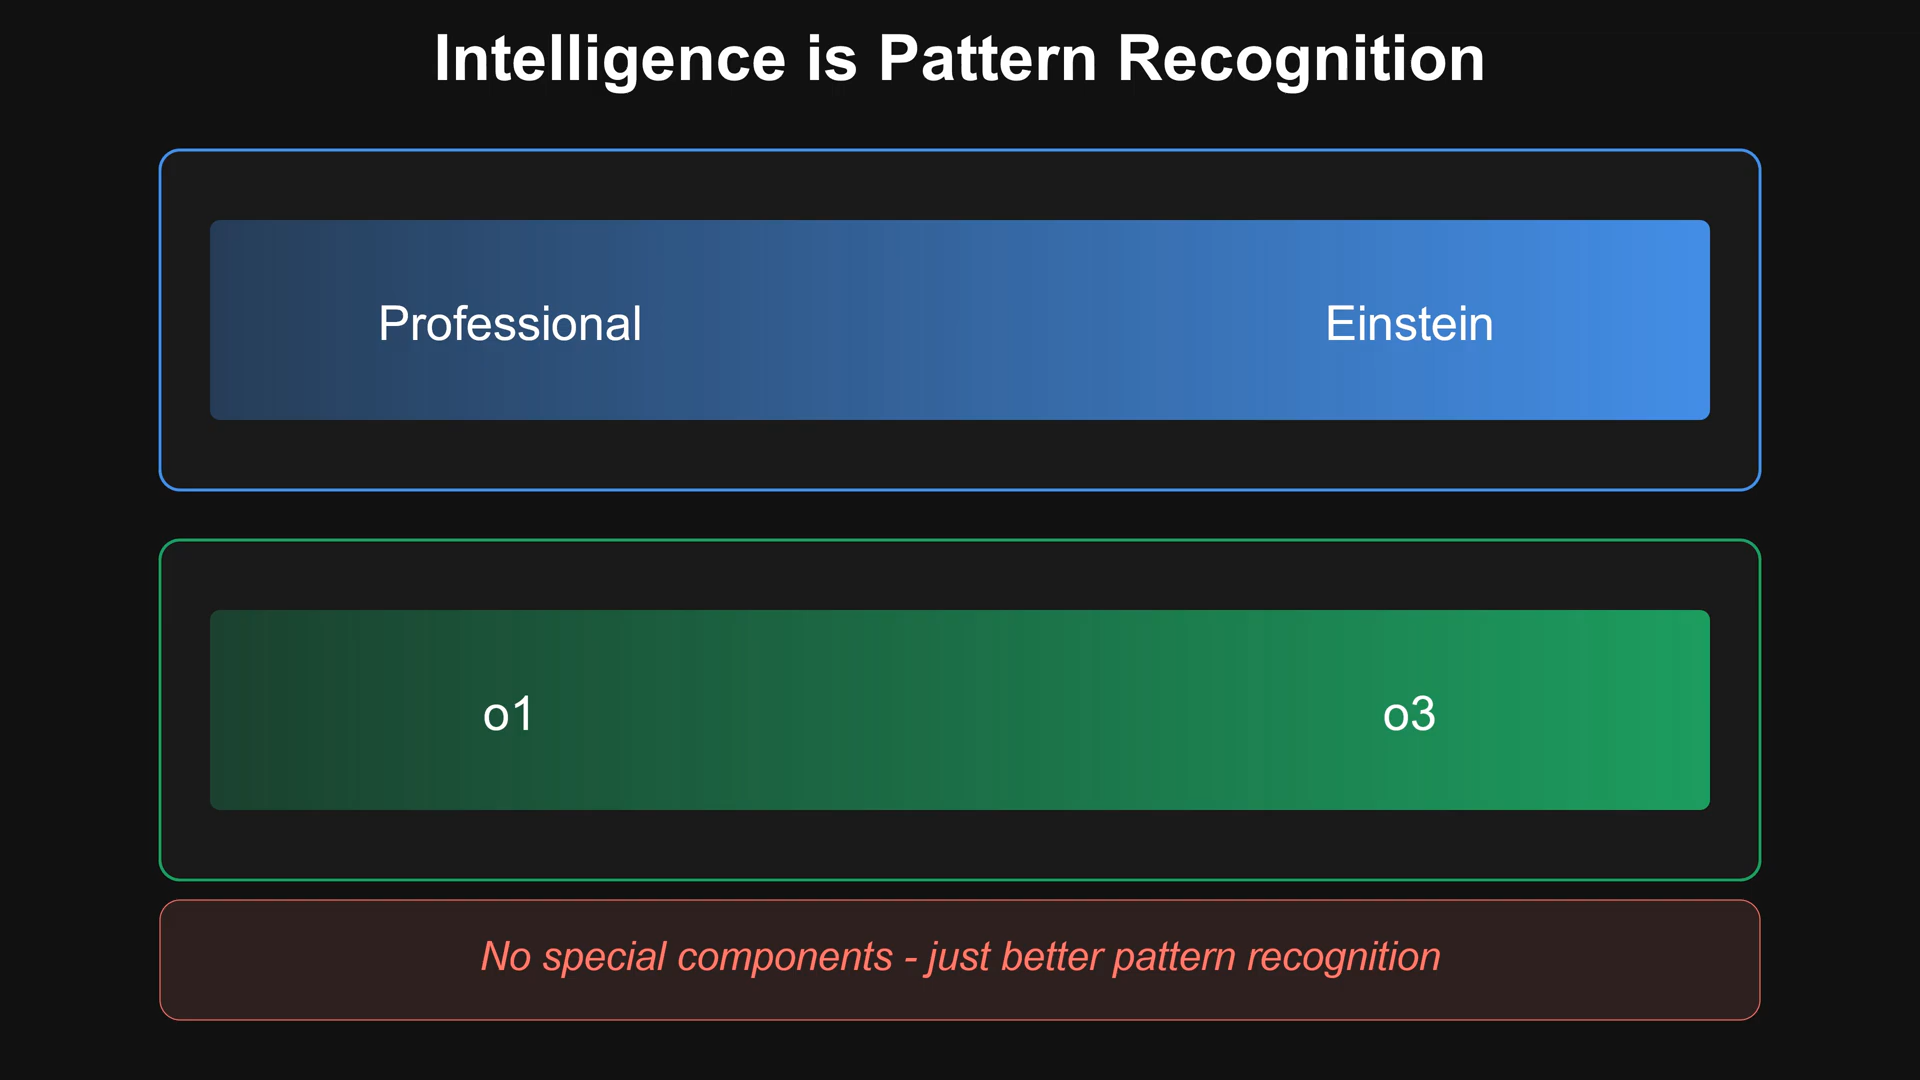 Intelligence is Pattern Recognition
Professional
Einstein
o1
o3
No special components - just better pattern recognition